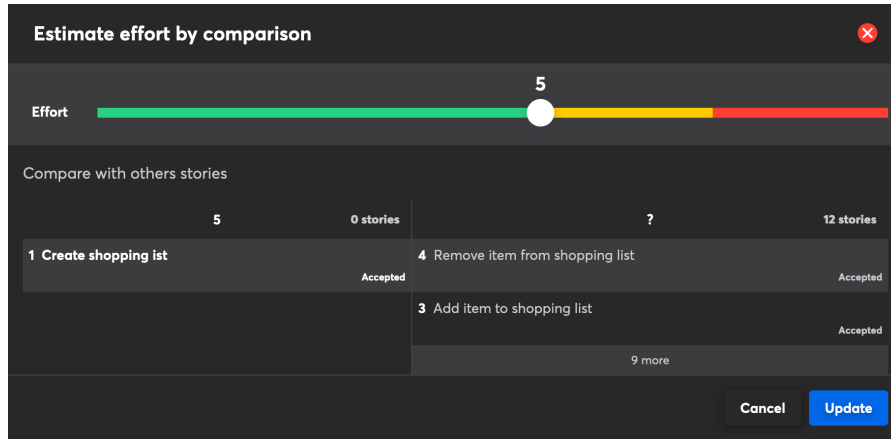 Estimate effort by comparison
5
Effort
Compare with others stories
5 0 stories ? 12 stories
1 Create shopping ist
Accepted
4 Remove item from shopping list
Accepted
3 Add item to shopping list
Accepted
9 more
Cancel Update